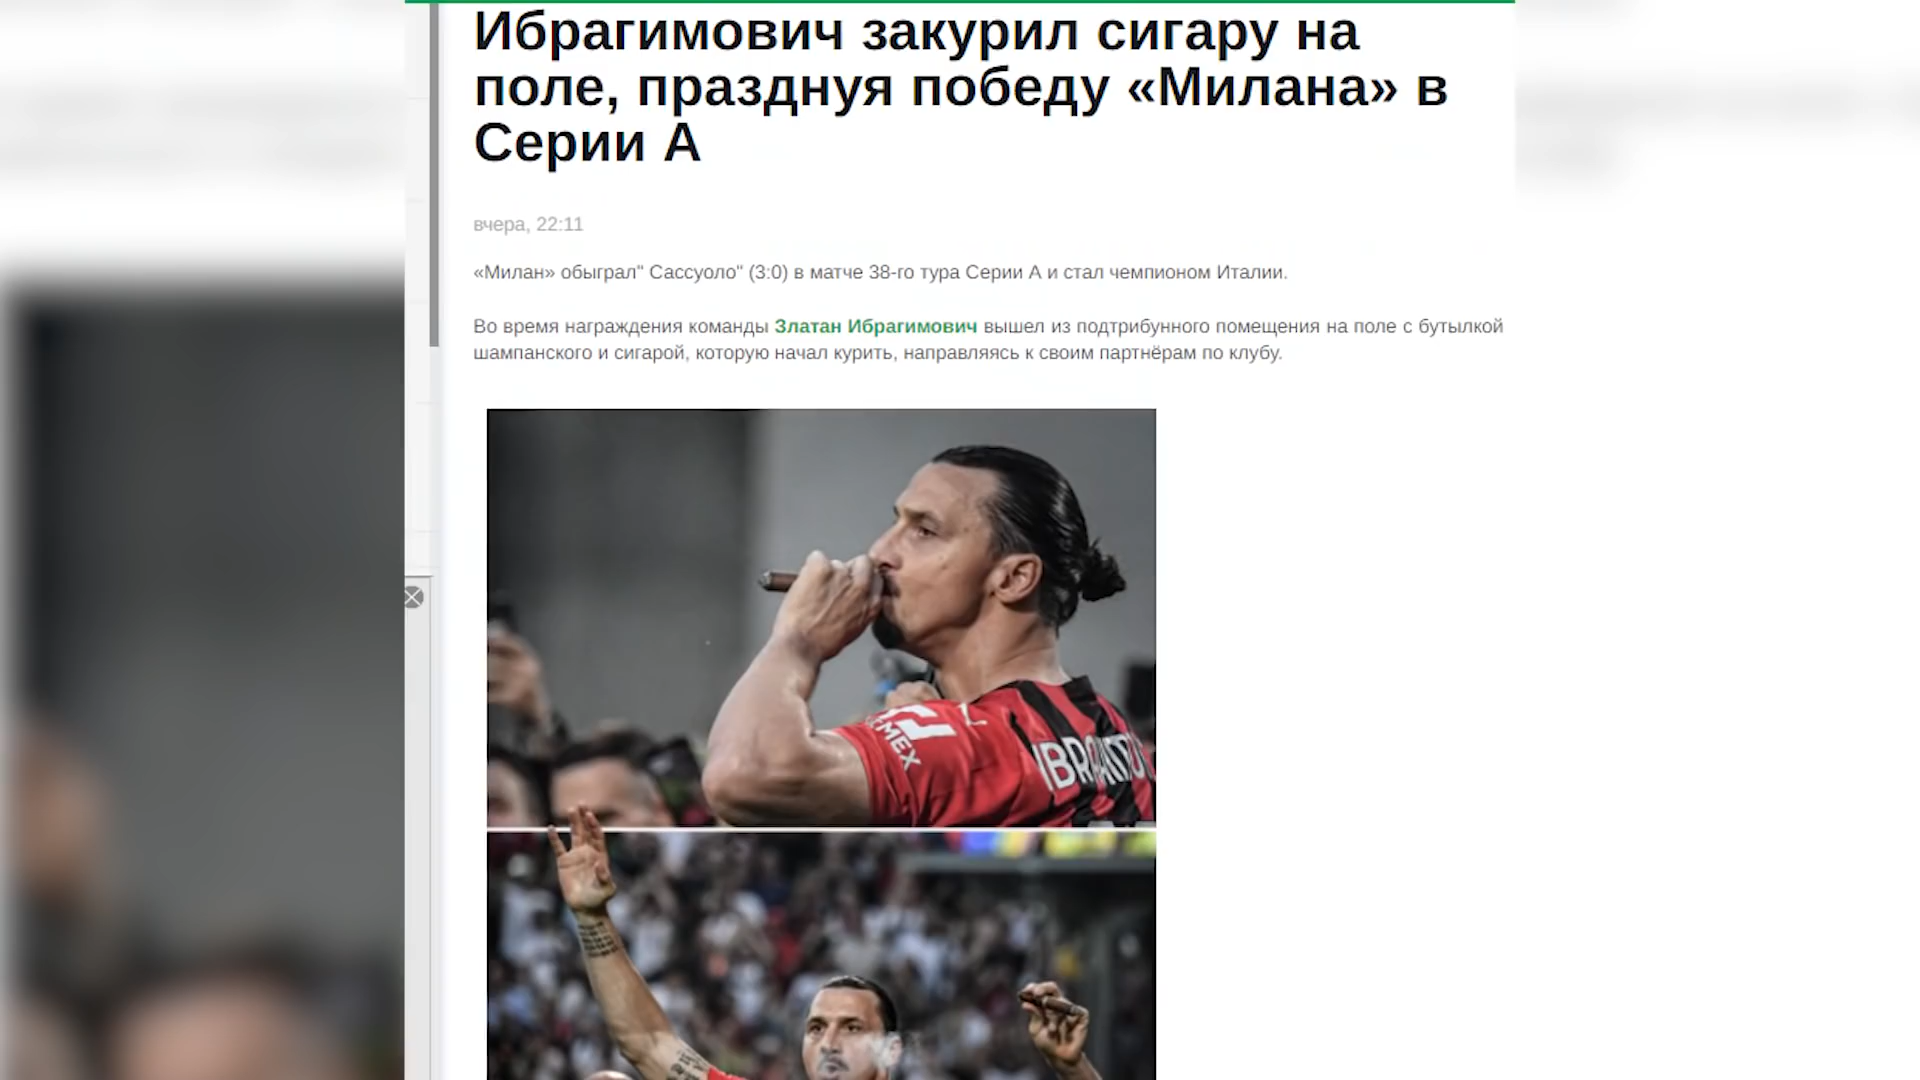 Ибрагимович закурил сигару на
поле, празднуя победу «Милана» в
Серии А
вчера, 22:11
«Милан» обыграл" Сассуоло" (3:0) в матче 38-го тура Серии А и стал чемпионом Италии.
Во время награждения команды Златан Ибрагимович вышел из подтрибунного помещения на поле с бутылкой
шампанского и сигарой, которую начал курить, направляясь к своим партнёрам по клубу.